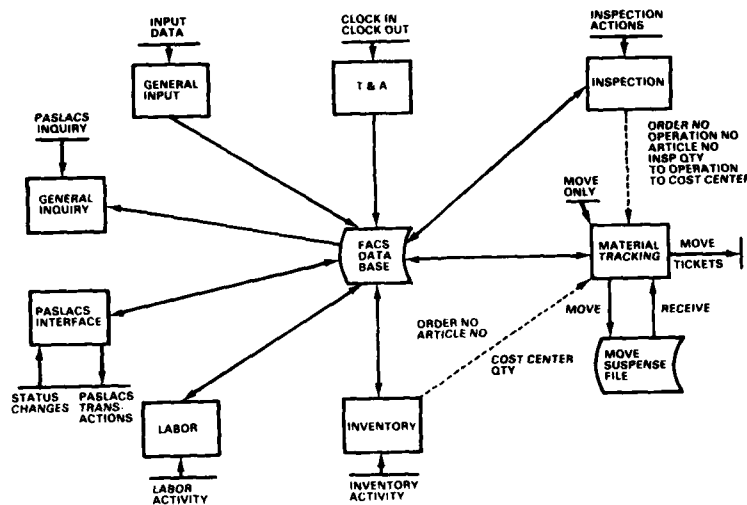 INPUT
DATA
CLOCK IN
CLOCK OUT
INSPECTION
ACTIONS
GENERAL
INPUT
T & A
INSPECTION
PASLACS
INQUIRY
ORDER NO
OPERATION NO
ARTICLE NO
INSP QTY
TO OPERATION
TO COST CENTER
MOVE
ONLY
GENERAL
INQUIRY
FACS
DATA
BASE
MATERIAL
TRACKING
MOVE
TICKETS
PASLACS
INTERFACE
ORDER NO
ARTICLE NO
MOVE
RECEIVE
COST CENTER
QTY
MOVE
SUSPENSE
FILE
STATUS
CHANGES
PASLACS
TRANS-
ACTIONS
LABOR
INVENTORY
LABOR
ACTIVITY
INVENTORY
ACTIVITY